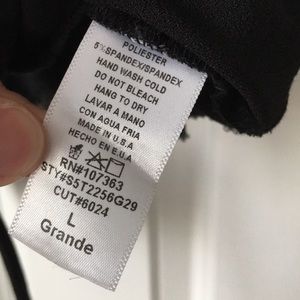 POLIESTER
5%SPANDEX/SPANDEX
HAND WASH COLD
DO NOT BLEACH
HANG TO DRY
LAVAR A MANO
CON AGUA FRIA
MADE IN U.S.A
HECHO EN E.U.A
RN#107363
STY#S5T2256G29
CUT#6024
L
Grande